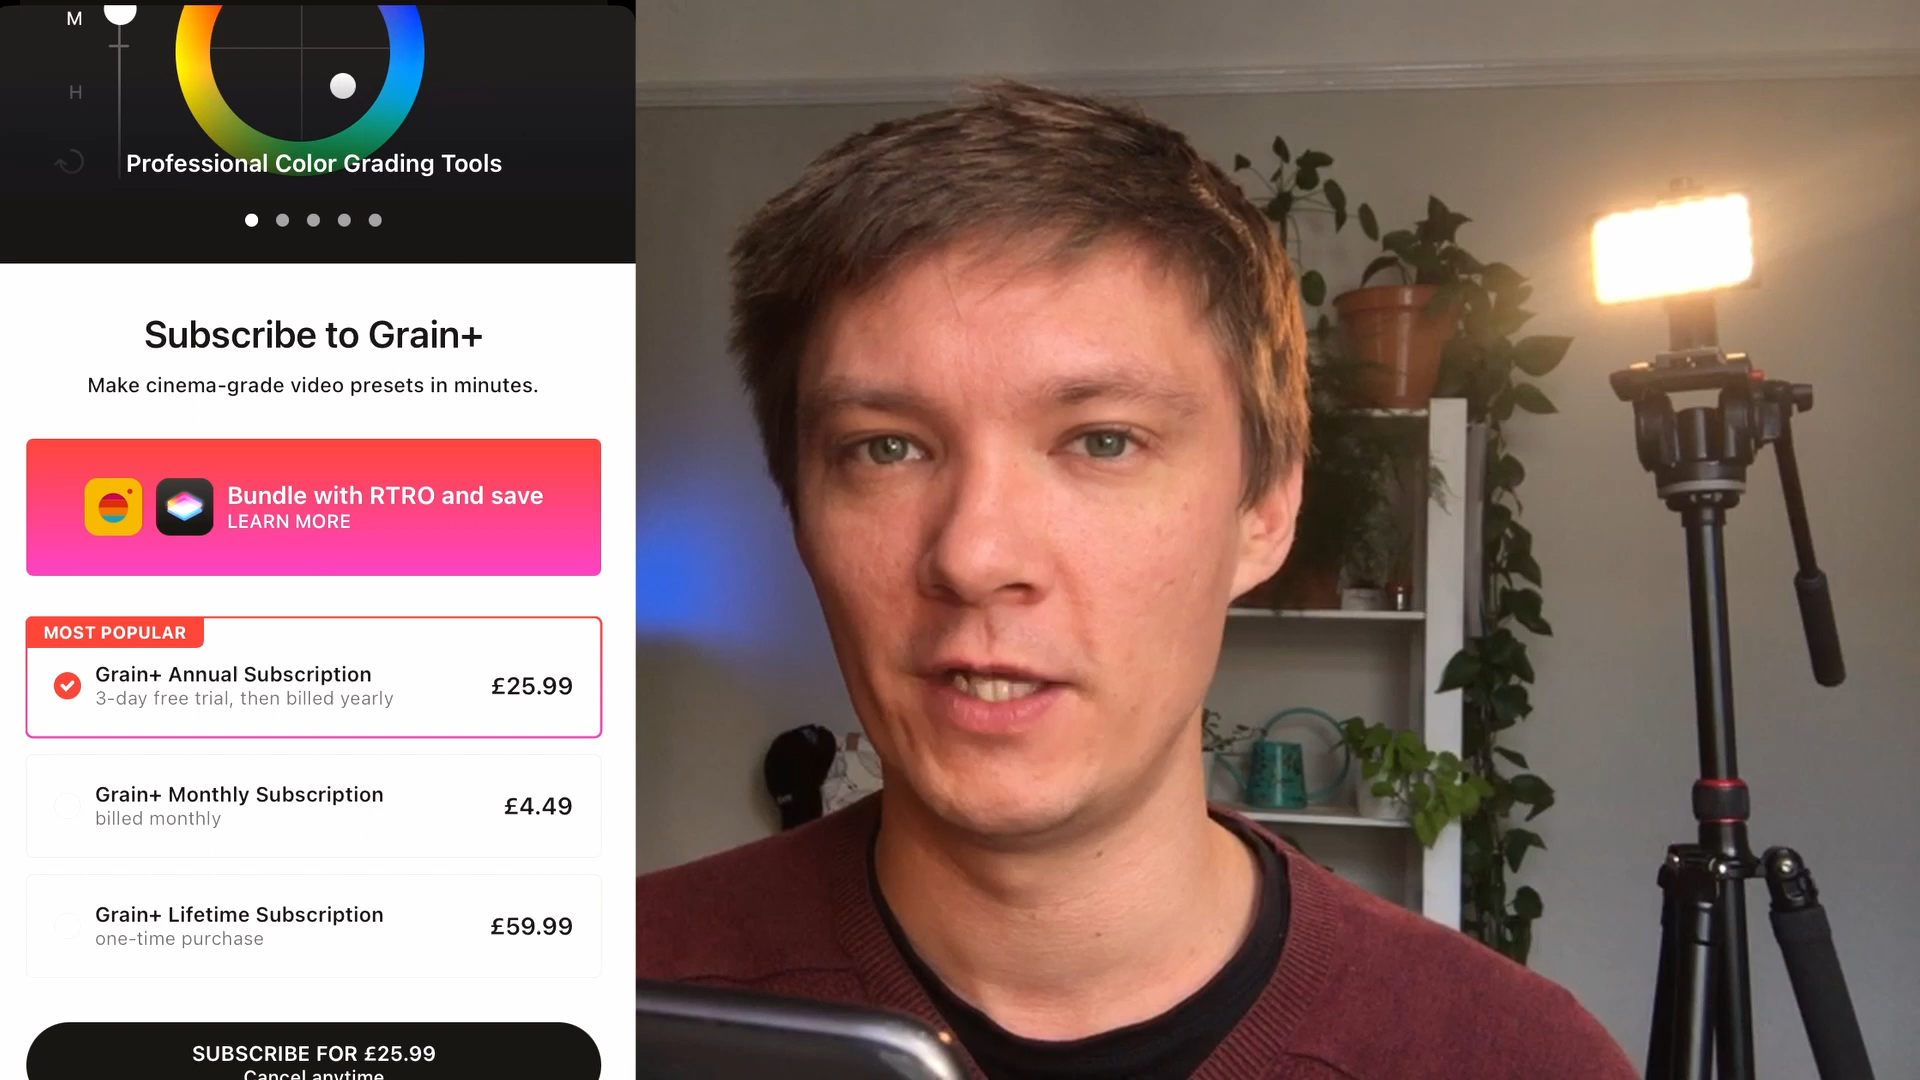 M
H
Professional Color Grading Tools
Subscribe to Grain+
Make cinema-grade video presets in minutes.
Bundle with RTRO and save
LEARN MORE
MOST POPULAR
Grain+ Annual Subscription
£25.99
3-day free trial, then billed yearly
Grain+ Monthly Subscription
£4.49
billed monthly
Grain+ Lifetime Subscription
£59.99
one-time purchase
SUBSCRIBE FOR £25.99
Cancel anytime